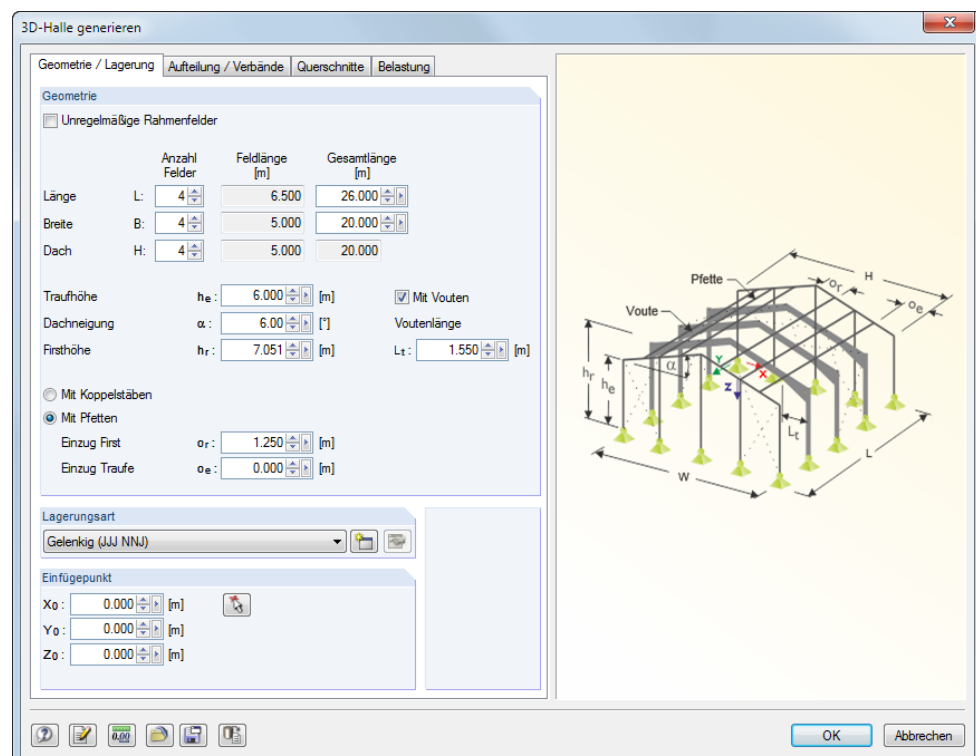 3D-Halle generieren
Geometrie / Lagerung Aufteilung / Verbände Querschnitte Belastung
Geometrie
Unregelmäßige Rahmenfelder
Anzahl Felder Feldlänge [m] Gesamtlänge [m]
Länge L: 4 6.500 26.000
Breite B: 4 5.000 20.000
Dach H: 4 5.000 20.000
Traufhöhe he : 6.000 [m] Mit Vouten
Dachneigung α : 6.00 [°] Voutenlänge
Firsthöhe hr : 7.051 [m] Lt : 1.550 [m]
Mit Koppelstäben
Mit Pfetten
Einzug First or : 1.250 [m]
Einzug Traufe oe : 0.000 [m]
Lagerungsart
Gelenkig (JJJ NNJ)
Einfügepunkt
X0 : 0.000 [m]
Y0 : 0.000 [m]
Z0 : 0.000 [m]
Pfette
H
or
oe
Voute
hr
he
α
Y
X
Z
Lt
L
W
0.00
OK Abbrechen